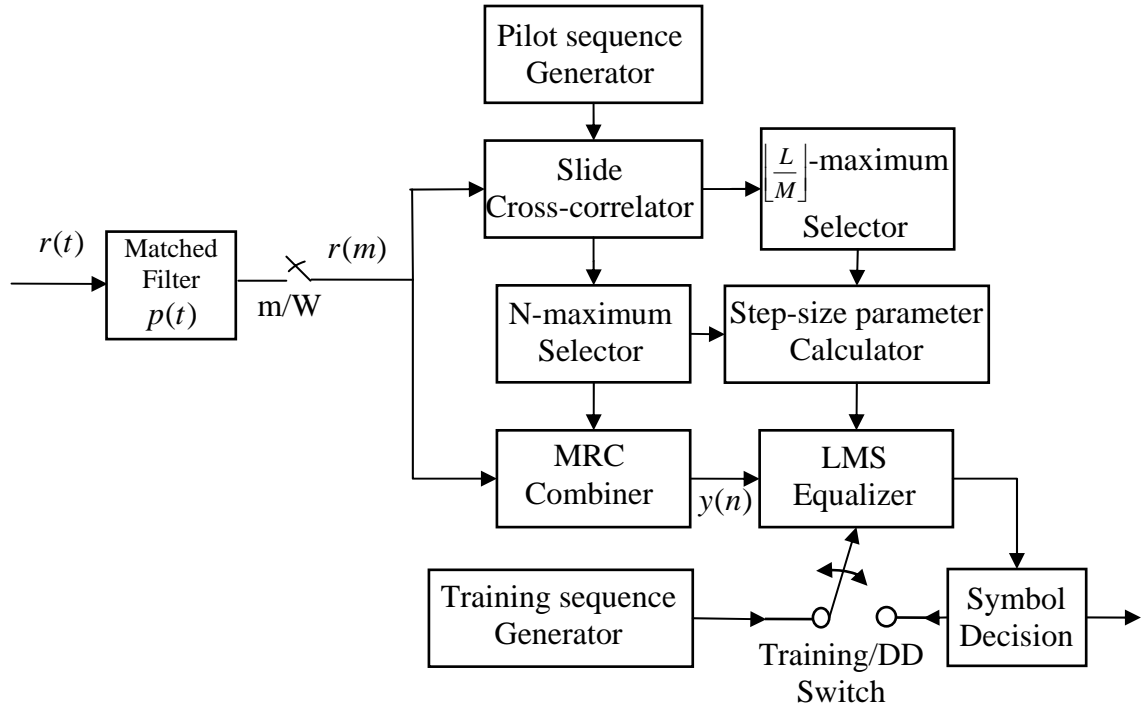 Pilot sequence
Generator
Slide
Cross-correlator
⌊L/M⌋-maximum
Selector
r(t)
Matched
Filter
p(t)
m/W
r(m)
N-maximum
Selector
Step-size parameter
Calculator
MRC
Combiner
y(n)
LMS
Equalizer
Training sequence
Generator
Training/DD
Switch
Symbol
Decision